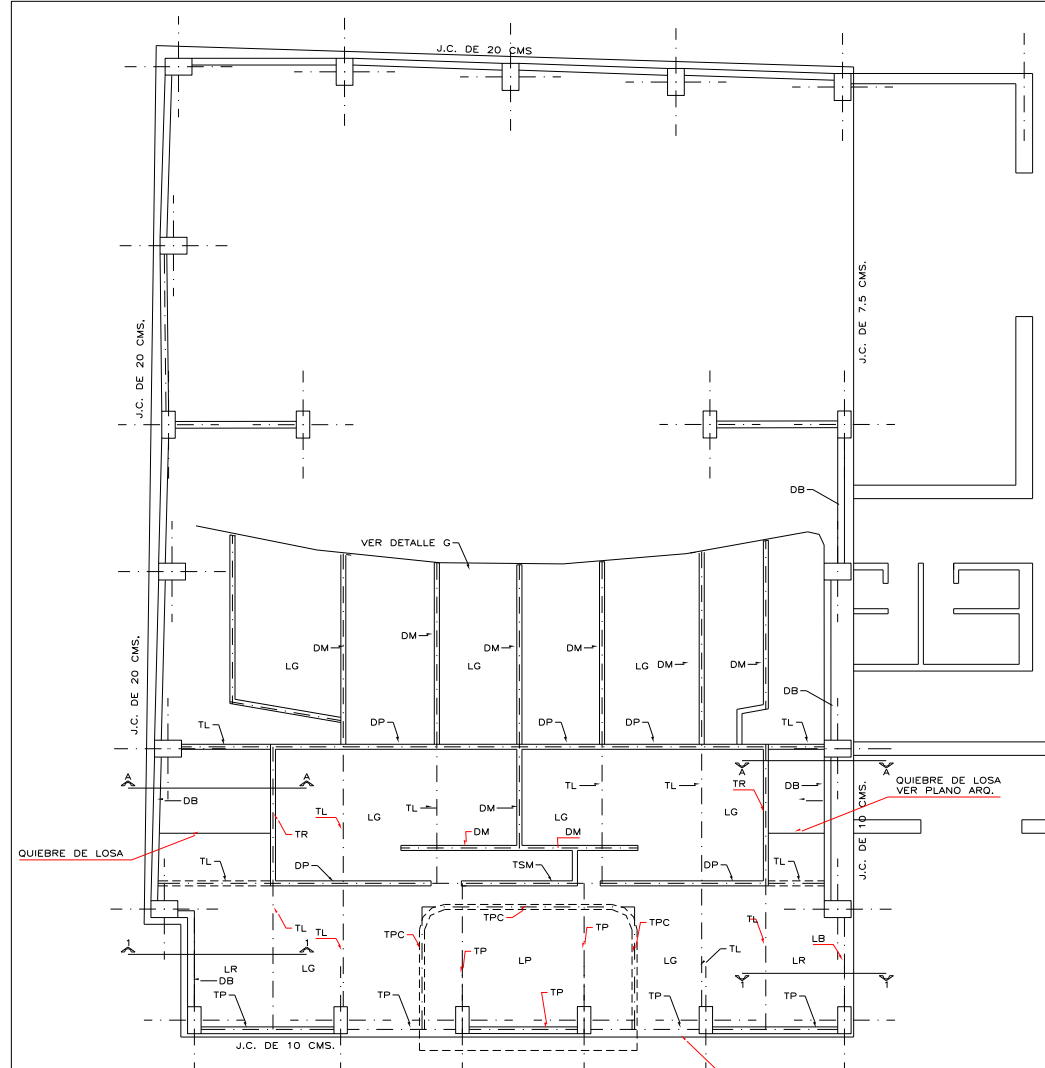 J.C. DE 20 CMS
J.C. DE 20 CMS.
J.C. DE 7.5 CMS.
DB
VER DETALLE G
DM
DM
DM
DM
LG
LG
LG
DM
DM
J.C. DE 20 CMS.
DB
TL
DP
DP
DP
TL
A
A
A
A
QUIEBRE DE LOSA
VER PLANO ARQ.
DB
TL
TL
LG
TL
DM
TL
LG
TL
TR
LG
DB
TR
DM
DM
J.C. DE 10 CMS.
QUIEBRE DE LOSA
TL
DP
TSM
DP
TL
TPC
TL
TL
TPC
TP
TPC
TL
1
1
LR
LG
TP
LP
LG
TL
LR
LB
DB
1
1
TP
TP
TP
TP
TP
J.C. DE 10 CMS.